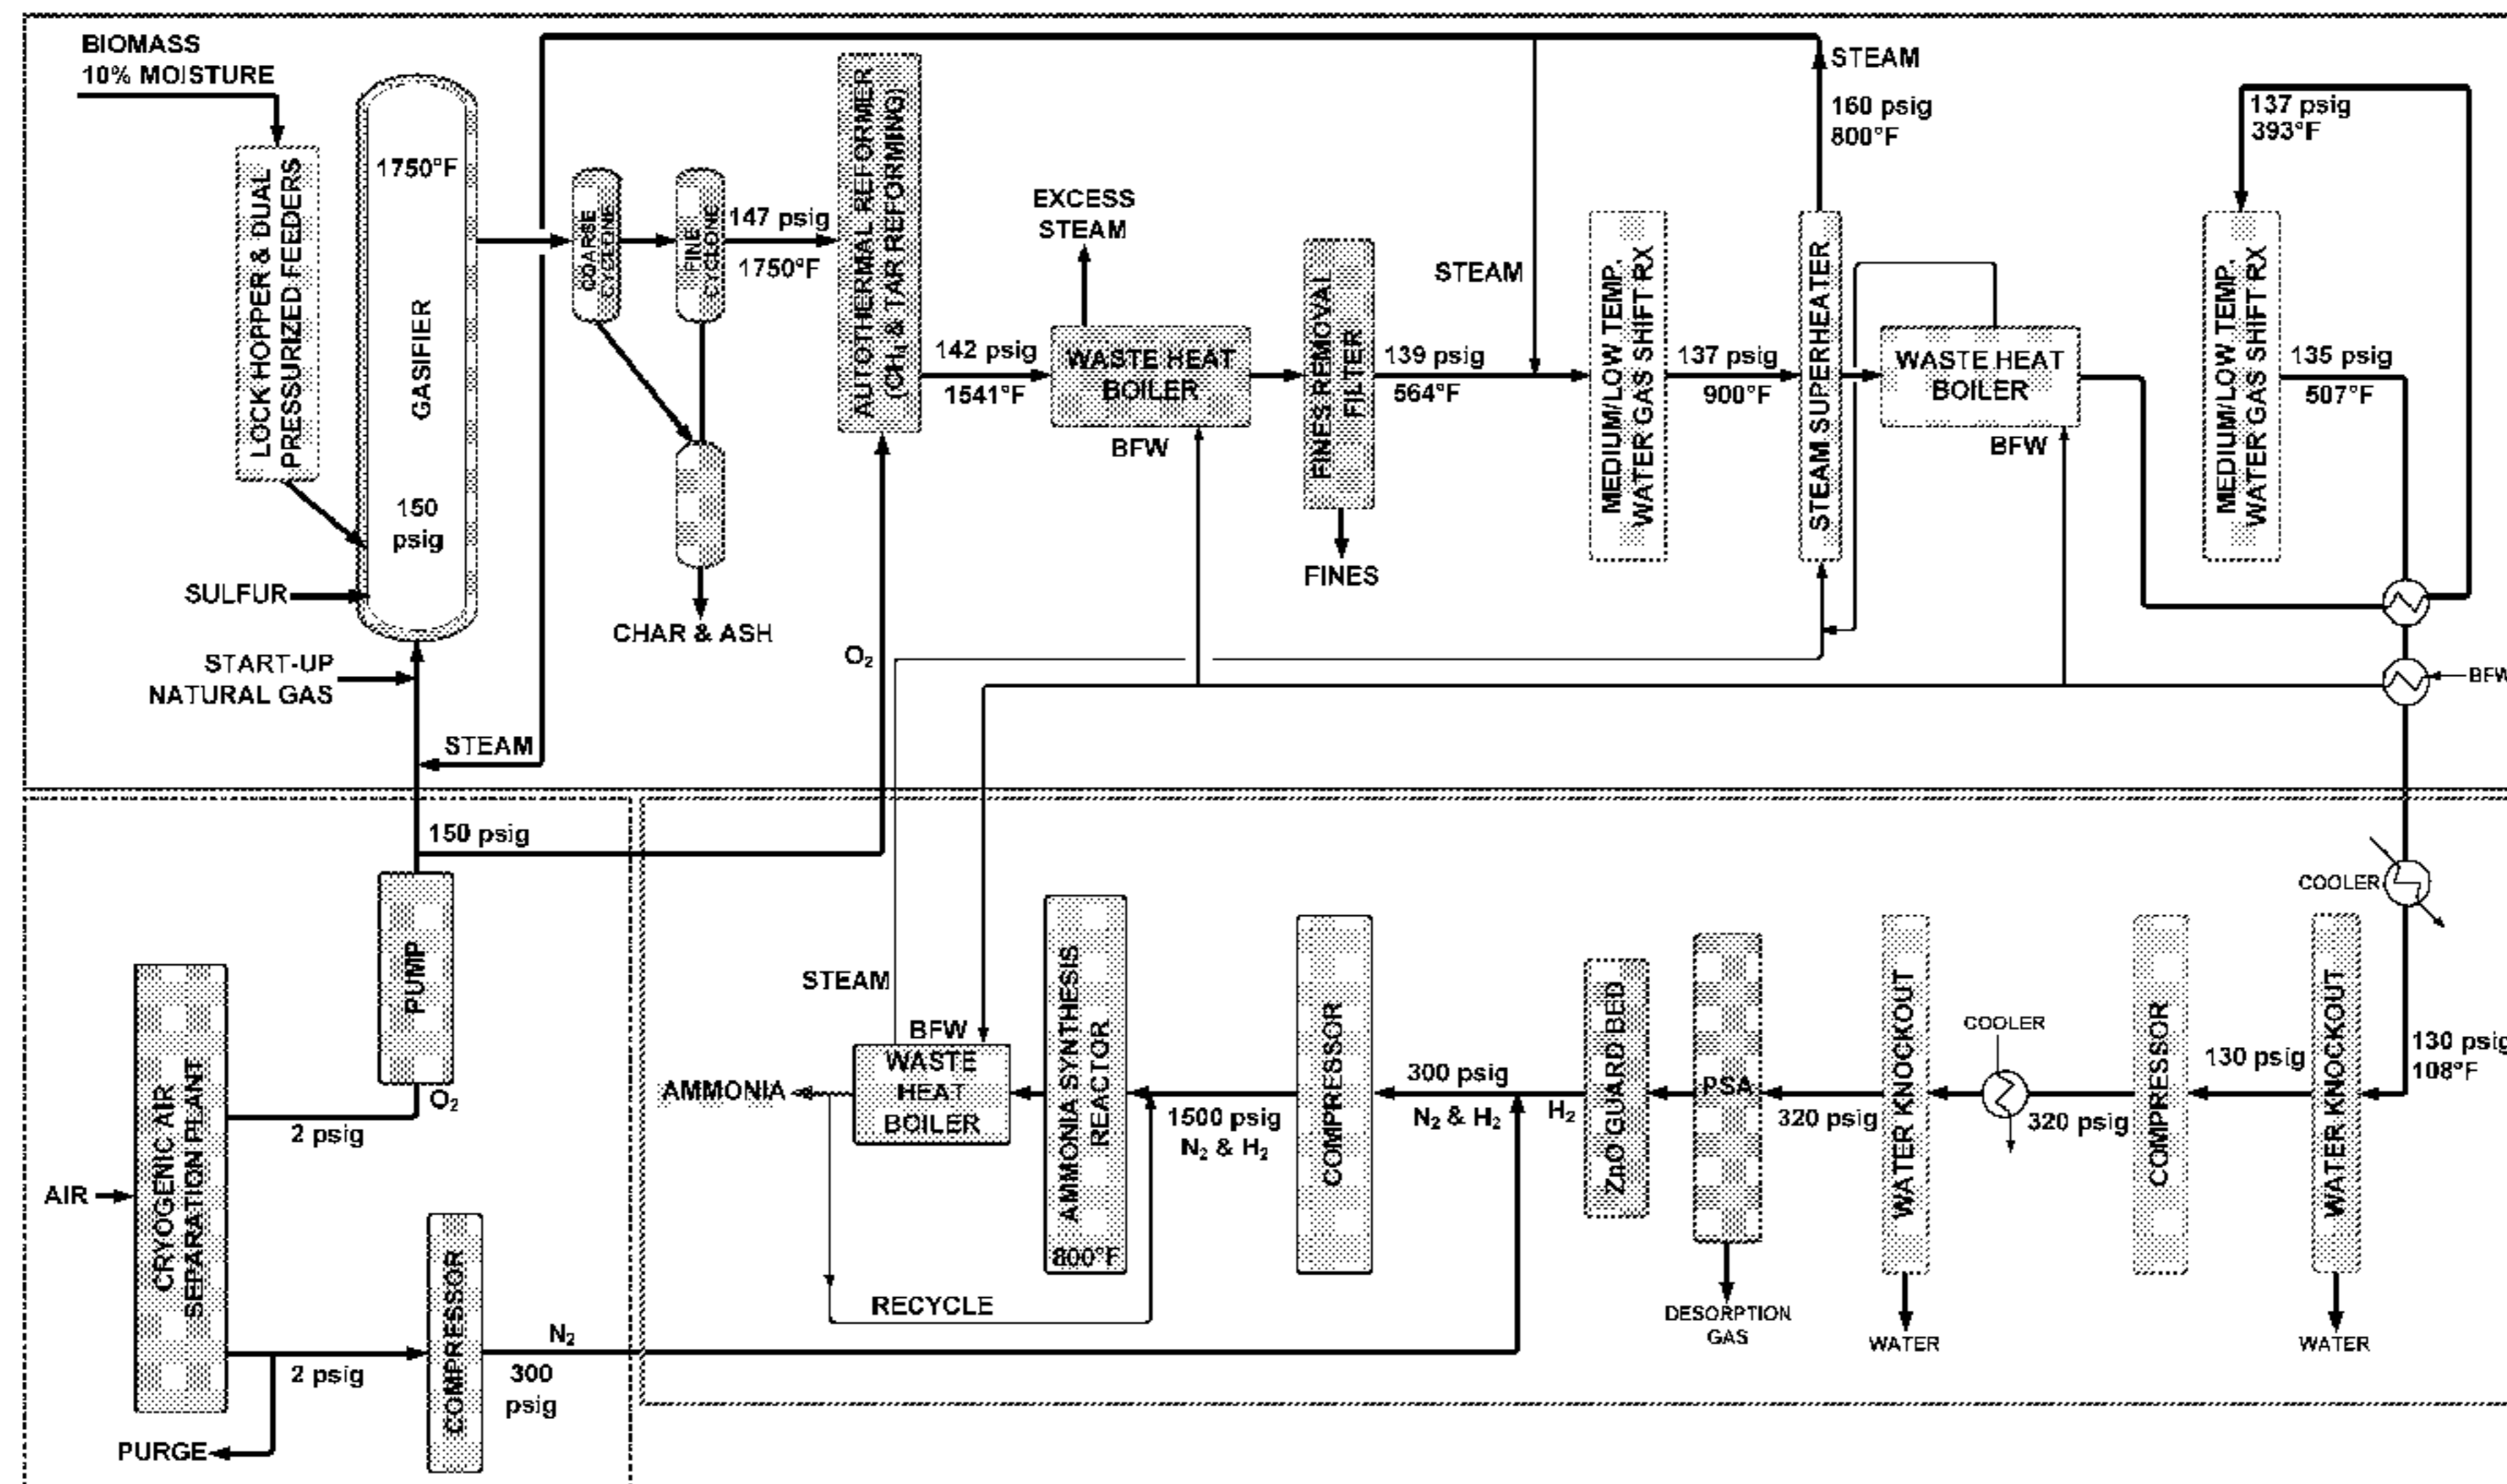 BIOMASS
10% MOISTURE
LOCK HOPPER & DUAL
PRESSURIZED FEEDERS
1750°F
GASIFIER
150
psig
SULFUR
START-UP
NATURAL GAS
STEAM
COARSE
CYCLONE
FINE
CYCLONE
147 psig
1750°F
CHAR & ASH
AUTOTHERMAL REFORMER
(CH₄ & TAR REFORMING)
O₂
142 psig
1541°F
EXCESS
STEAM
WASTE HEAT
BOILER
BFW
FINES REMOVAL
FILTER
FINES
139 psig
564°F
STEAM
MEDIUM/LOW TEMP.
WATER GAS SHIFT RX
137 psig
900°F
STEAM SUPERHEATER
STEAM
160 psig
800°F
WASTE HEAT
BOILER
BFW
137 psig
393°F
MEDIUM/LOW TEMP.
WATER GAS SHIFT RX
135 psig
507°F
BFW
150 psig
PUMP
O₂
2 psig
AIR
CRYOGENIC AIR
SEPARATION PLANT
2 psig
PURGE
COMPRESSOR
N₂
300
psig
STEAM
BFW
WASTE
HEAT
BOILER
AMMONIA
RECYCLE
AMMONIA SYNTHESIS
REACTOR
800°F
1500 psig
N₂ & H₂
COMPRESSOR
300 psig
N₂ & H₂
H₂
ZnO GUARD BED
PSA
DESORPTION
GAS
320 psig
WATER KNOCKOUT
WATER
COOLER
320 psig
COMPRESSOR
130 psig
WATER KNOCKOUT
WATER
COOLER
130 psig
108°F